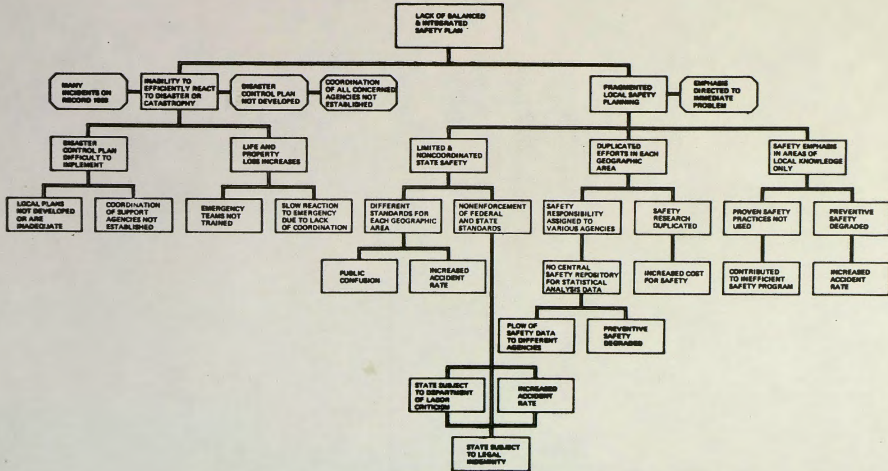 LACK OF BALANCED
& INTEGRATED
SAFETY PLAN
MANY
INCIDENTS ON
RECORD
INABILITY TO
EFFICIENTLY REACT
TO DISASTER OR
CATASTROPHY
DISASTER
CONTROL PLAN
NOT DEVELOPED
COORDINATION
OF ALL CONCERNED
AGENCIES NOT
ESTABLISHED
FRAGMENTED
LOCAL SAFETY
PLANNING
EMPHASIS
DIRECTED TO
IMMEDIATE
PROBLEM
DISASTER
CONTROL PLAN
DIFFICULT TO
IMPLEMENT
LIFE AND
PROPERTY
LOSS INCREASES
LIMITED &
NONCOORDINATED
STATE SAFETY
DUPLICATED
EFFORTS IN EACH
GEOGRAPHIC
AREA
SAFETY EMPHASIS
IN AREAS OF
LOCAL KNOWLEDGE
ONLY
LOCAL PLANS
NOT DEVELOPED
OR ARE
INADEQUATE
COORDINATION
OF SUPPORT
AGENCIES NOT
ESTABLISHED
EMERGENCY
TEAMS NOT
TRAINED
SLOW REACTION
TO EMERGENCY
DUE TO LACK
OF COORDINATION
DIFFERENT
STANDARDS FOR
EACH GEOGRAPHIC
AREA
NONENFORCEMENT
OF FEDERAL
AND STATE
STANDARDS
SAFETY
RESPONSIBILITY
ASSIGNED TO
VARIOUS AGENCIES
SAFETY
RESEARCH
DUPLICATED
PROVEN SAFETY
PRACTICES NOT
USED
PREVENTIVE
SAFETY
DEGRADED
PUBLIC
CONFUSION
INCREASED
ACCIDENT
RATE
NO CENTRAL
SAFETY REPOSITORY
FOR STATISTICAL
ANALYSIS DATA
INCREASED COST
FOR SAFETY
CONTRIBUTED
TO INEFFICIENT
SAFETY PROGRAM
INCREASED
ACCIDENT
RATE
FLOW OF
SAFETY DATA
TO DIFFERENT
AGENCIES
PREVENTIVE
SAFETY
DEGRADED
STATE SUBJECT
TO DEPARTMENT
OF LABOR
CRITICISM
INCREASED
ACCIDENT
RATE
STATE SUBJECT
TO LEGAL
INDEMNITY